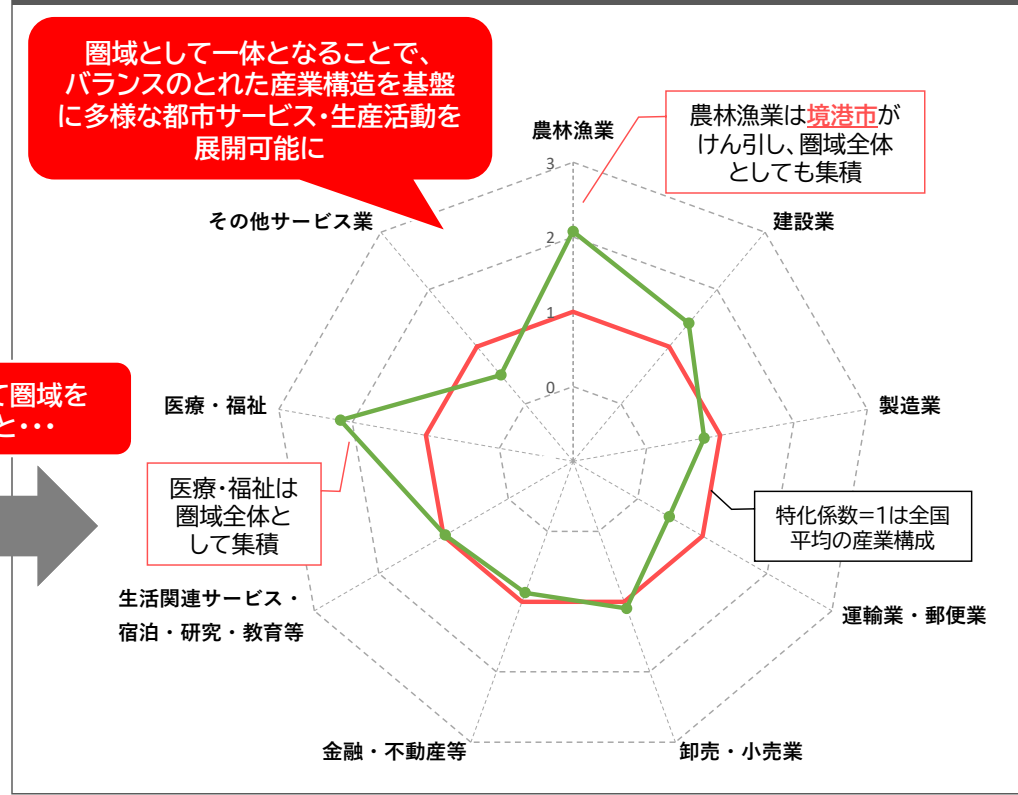 圏域として一体となることで、
バランスのとれた産業構造を基盤
に多様な都市サービス・生産活動を
展開可能に
農林漁業は境港市が
けん引し、圏域全体
としても集積
農林漁業
3
2
1
0
建設業
製造業
運輸業・郵便業
卸売・小売業
金融・不動産等
生活関連サービス・
宿泊・研究・教育等
医療・福祉
その他サービス業
て圏域を
と・・・
医療・福祉は
圏域全体と
して集積
特化係数=1は全国
平均の産業構成